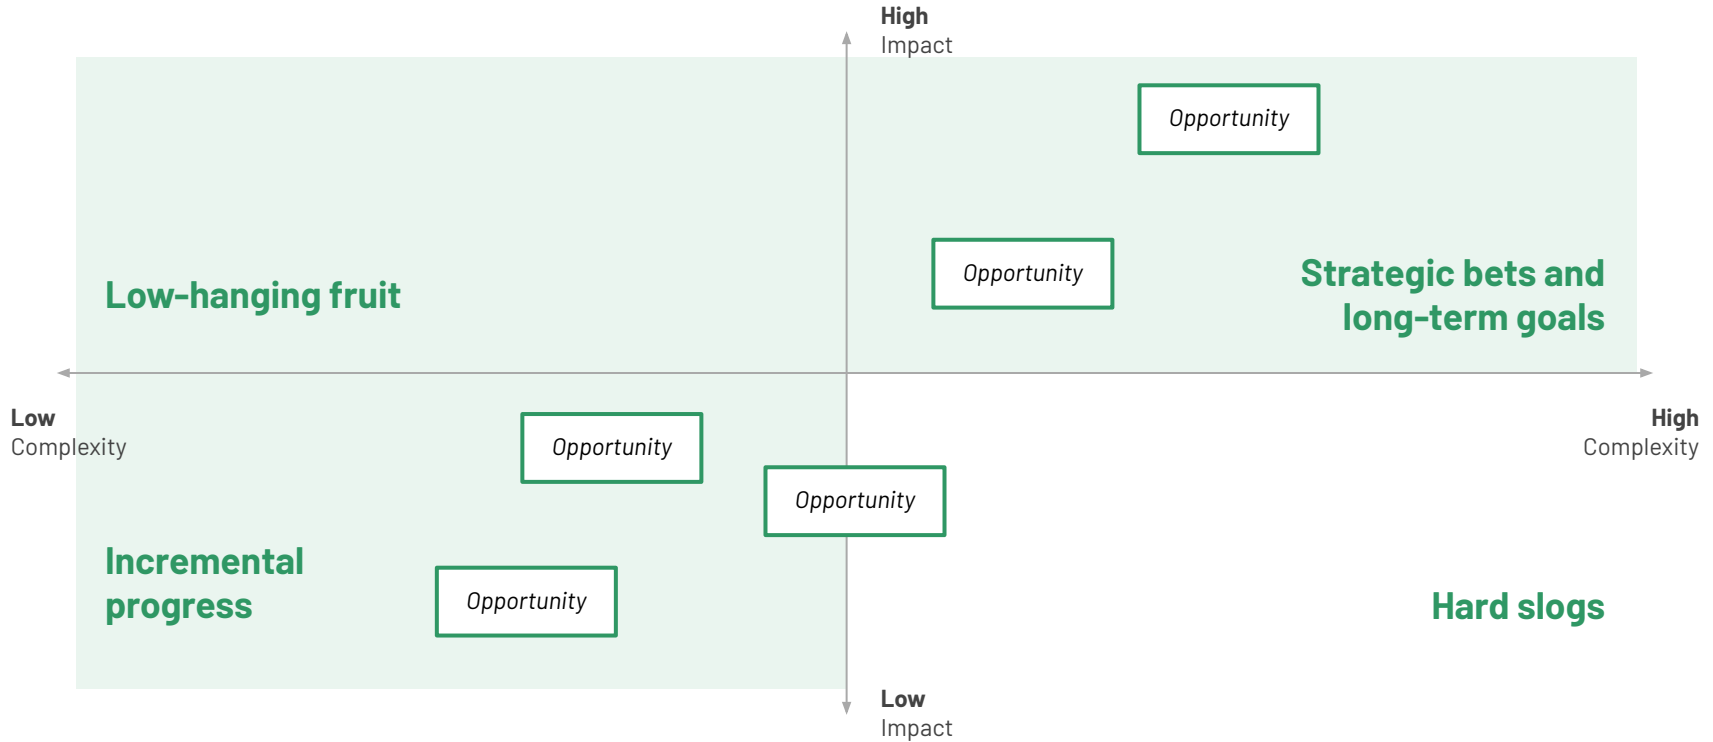 High
Impact
Opportunity
Opportunity
Low-hanging fruit
Strategic bets and
long-term goals
Low
Complexity
High
Complexity
Opportunity
Opportunity
Incremental
progress
Opportunity
Hard slogs
Low
Impact